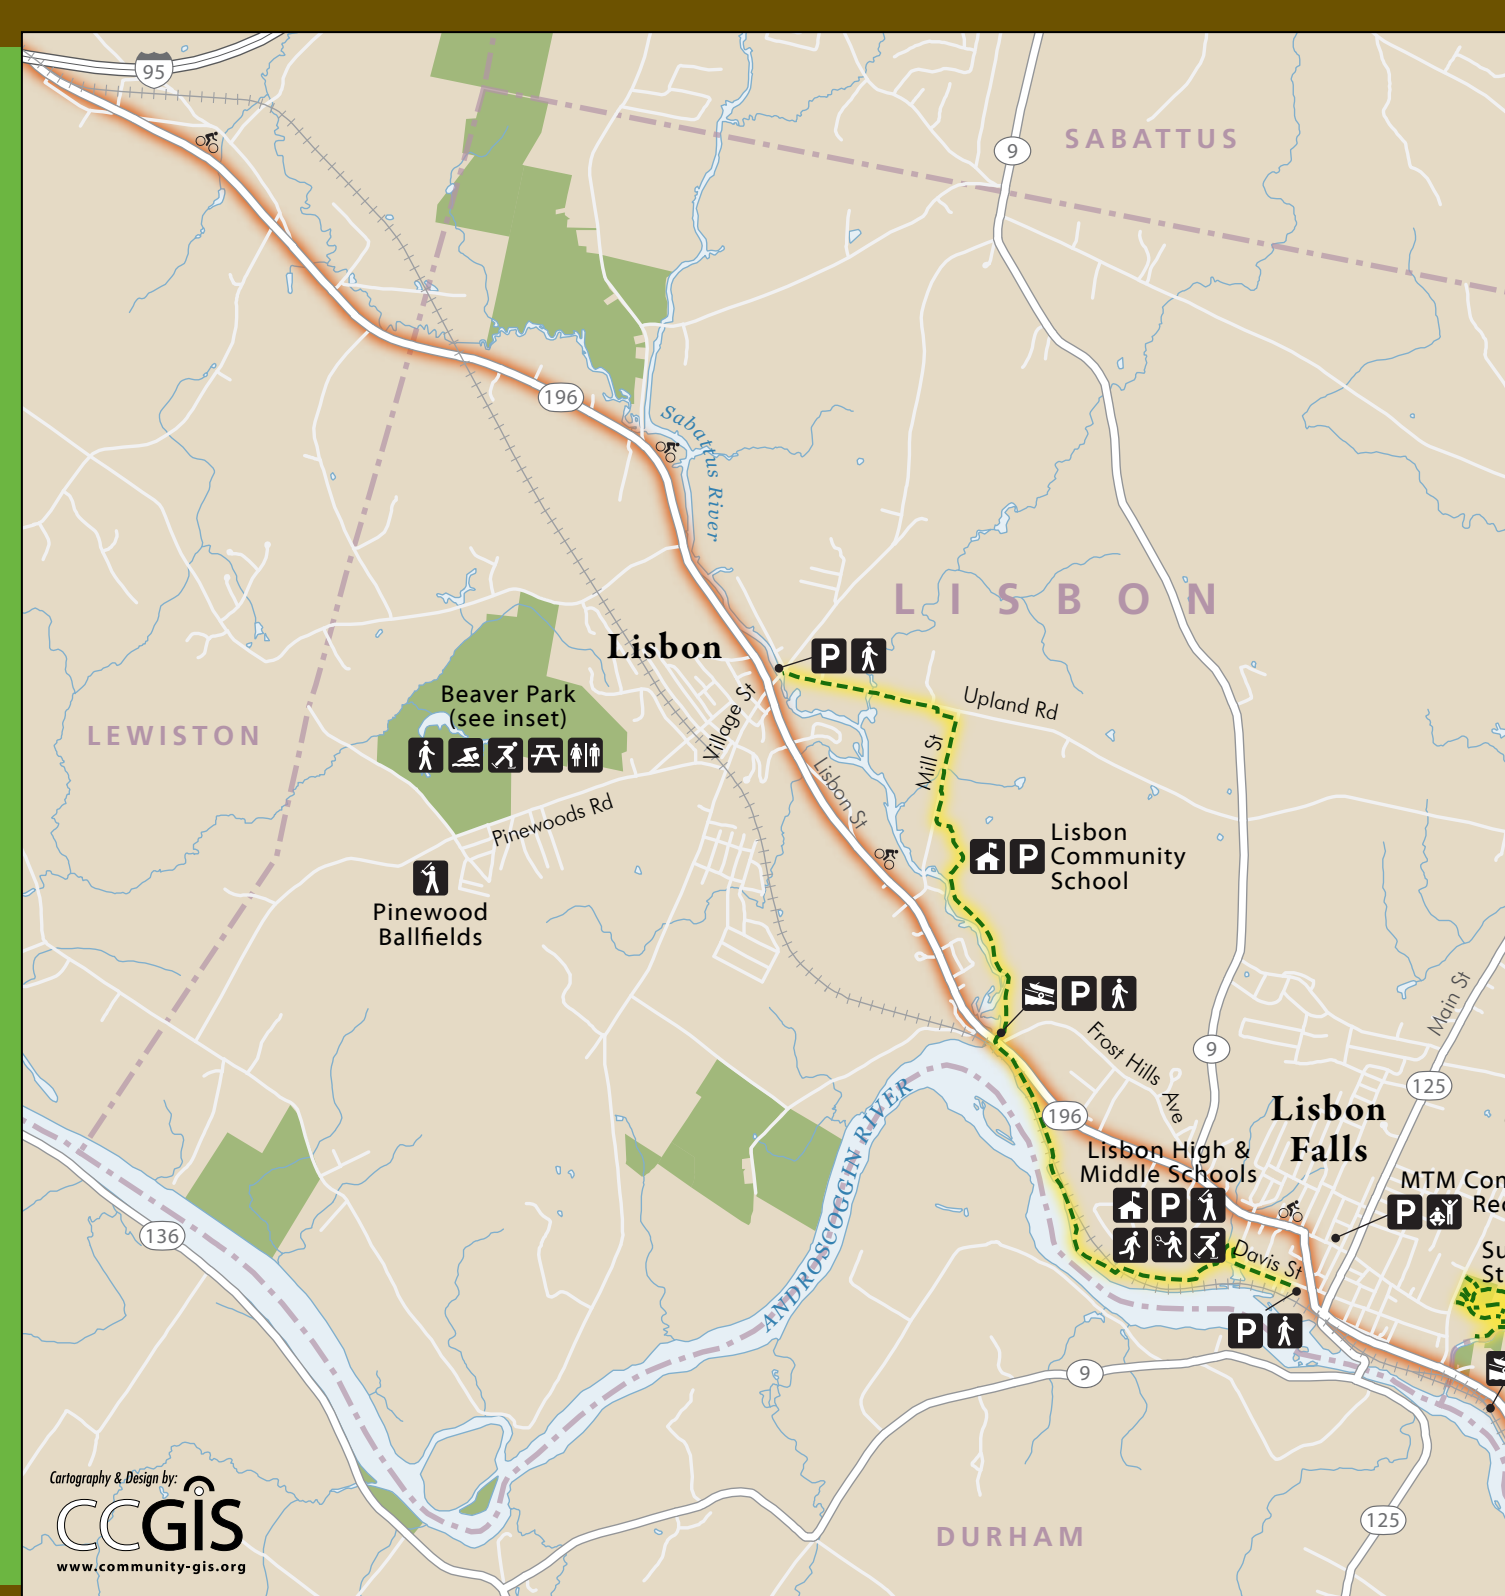 95
9
SABATTUS
196
Sabattus River
LISBON
Lisbon
P
Upland Rd
Beaver Park
(see inset)
Village St
Mill St
LEWISTON
Lisbon St
Pinewoods Rd
P
Lisbon
Community
School
Pinewood
Ballfields
P
Main St
Frost Hills Ave
9
125
196
Lisbon
Falls
Lisbon High &
Middle Schools
P
MTM Com
Rec
P
136
ANDROSCOGGIN RIVER
Davis St
Su
St
P
9
Cartography & Design by:
CCGIS
www.community-gis.org
DURHAM
125